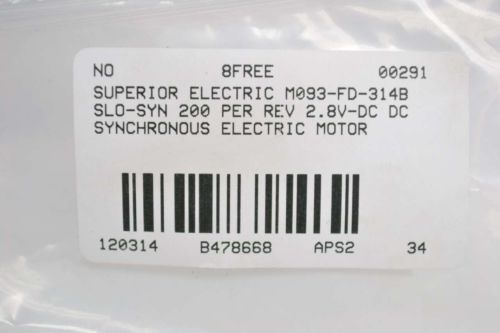 NO 8FREE 00291
SUPERIOR ELECTRIC M093-FD-314B
SLO-SYN 200 PER REV 2.8V-DC DC
SYNCHRONOUS ELECTRIC MOTOR
120314 B478668 APS2 34